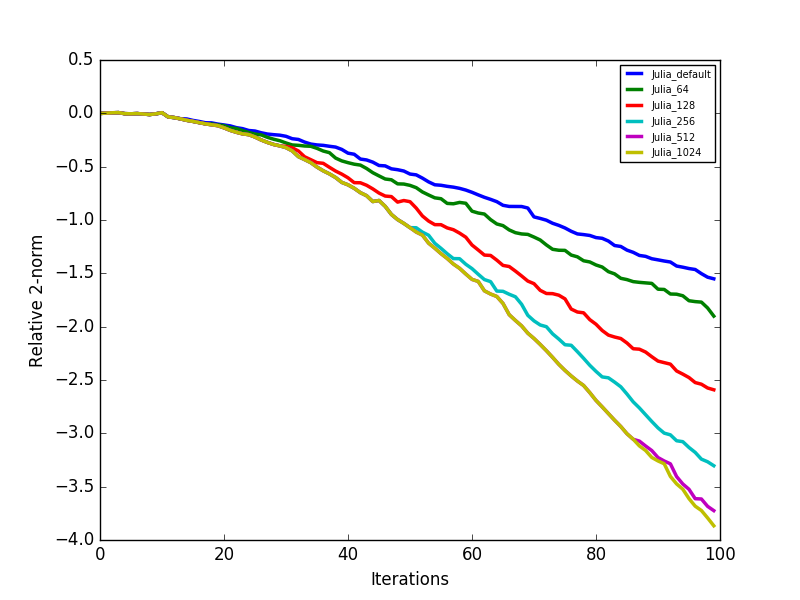 0.5
0.0
−0.5
−1.0
−1.5
−2.0
−2.5
−3.0
−3.5
−4.0
Relative 2-norm
0 20 40 60 80 100
Iterations
Julia_default
Julia_64
Julia_128
Julia_256
Julia_512
Julia_1024